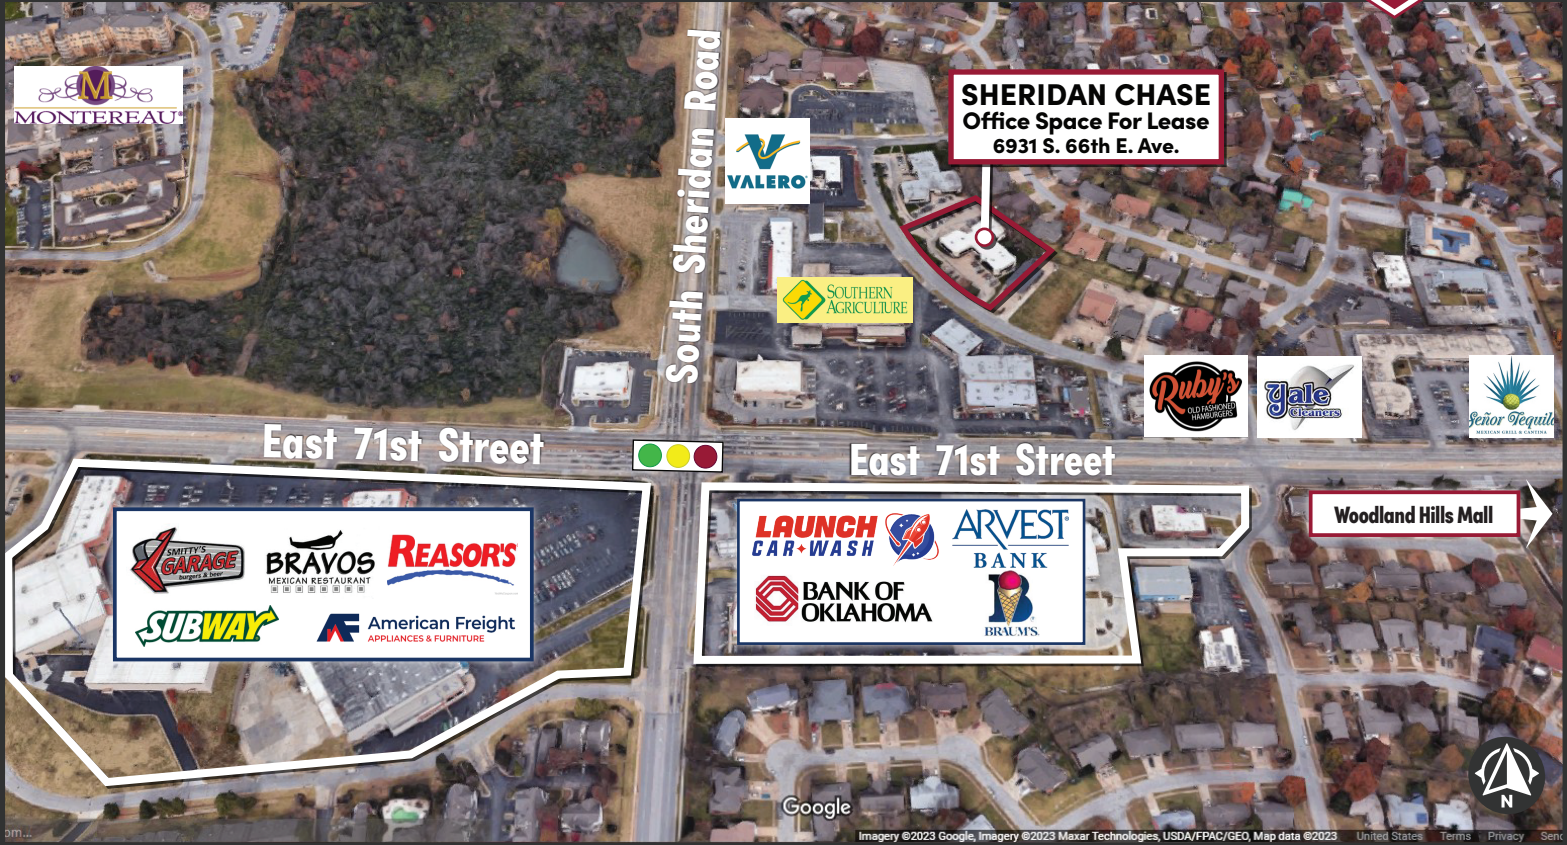 MONTEREAU®
South Sheridan Road
VALERO®
SHERIDAN CHASE
Office Space For Lease
6931 S. 66th E. Ave.
SOUTHERN
AGRICULTURE
Ruby's
OLD FASHIONED
HAMBURGERS
Yale
Cleaners
Señor Tequila
MEXICAN GRILL & CANTINA
East 71st Street
East 71st Street
Woodland Hills Mall
SMITTY'S
GARAGE
burgers & beer
BRAVOS
MEXICAN RESTAURANT
REASOR'S
SUBWAY
AF American Freight
APPLIANCES & FURNITURE
LAUNCH
CAR WASH
ARVEST®
BANK
BANK OF
OKLAHOMA
B
BRAUM'S®
N
Google
om...
Imagery ©2023 Google, Imagery ©2023 Maxar Technologies, USDA/FPAC/GEO, Map data ©2023 United States Terms Privacy Senc